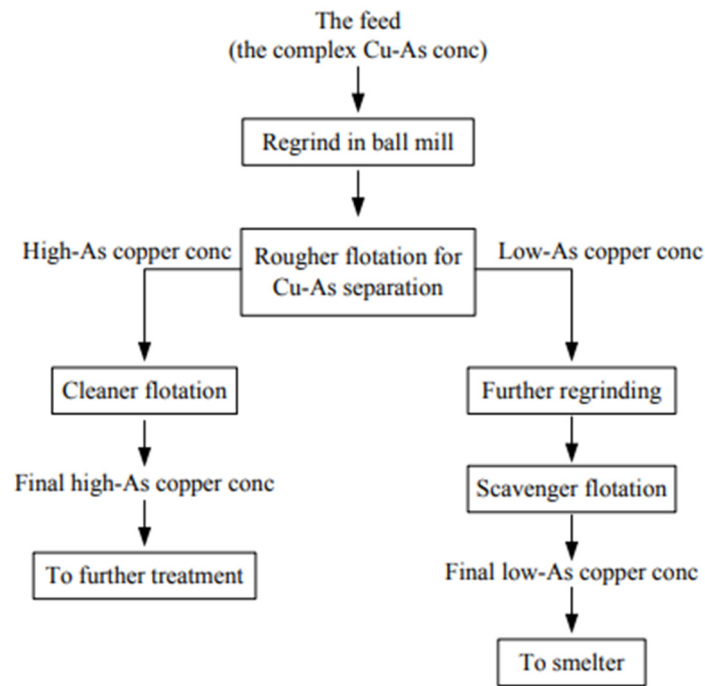 The feed
(the complex Cu-As conc)
Regrind in ball mill
High-As copper conc
Rougher flotation for
Cu-As separation
Low-As copper conc
Cleaner flotation
Further regrinding
Final high-As copper conc
Scavenger flotation
To further treatment
Final low-As copper conc
To smelter